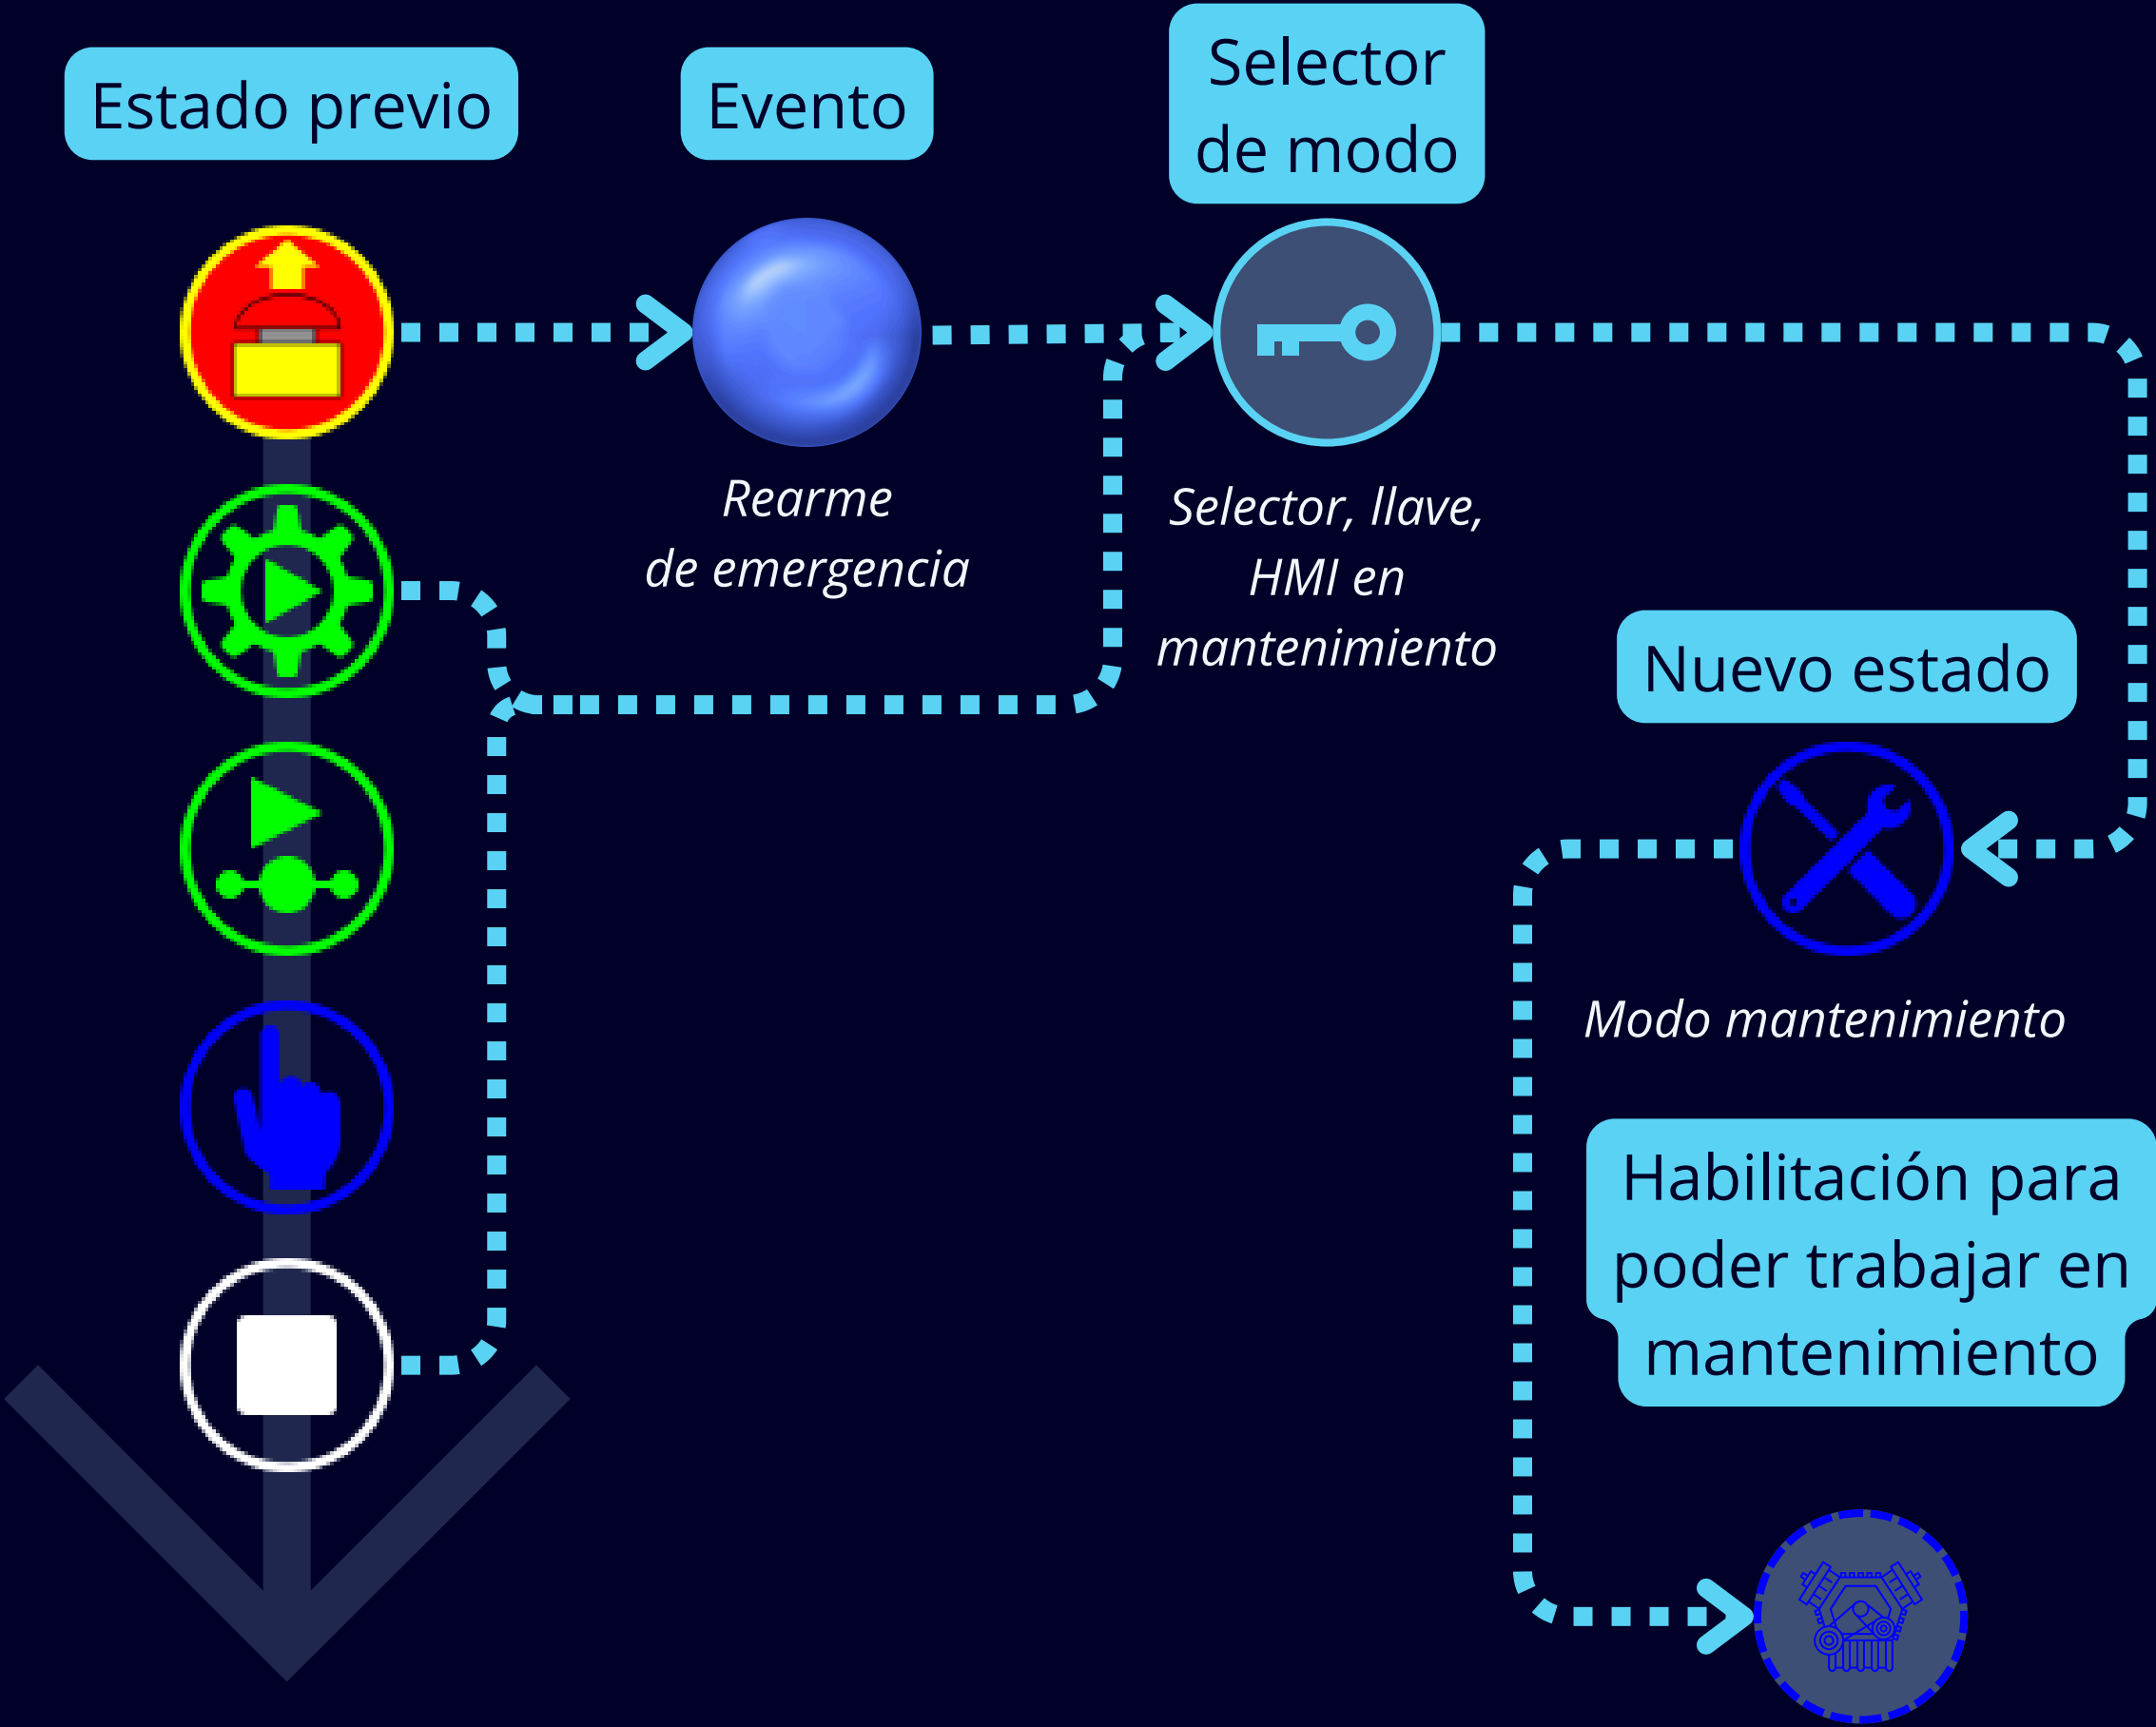 Estado previo
Evento
Selector
de modo
Rearme
de emergencia
Selector, llave,
HMI en
mantenimiento
Nuevo estado
Modo mantenimiento
Habilitación para
poder trabajar en
mantenimiento